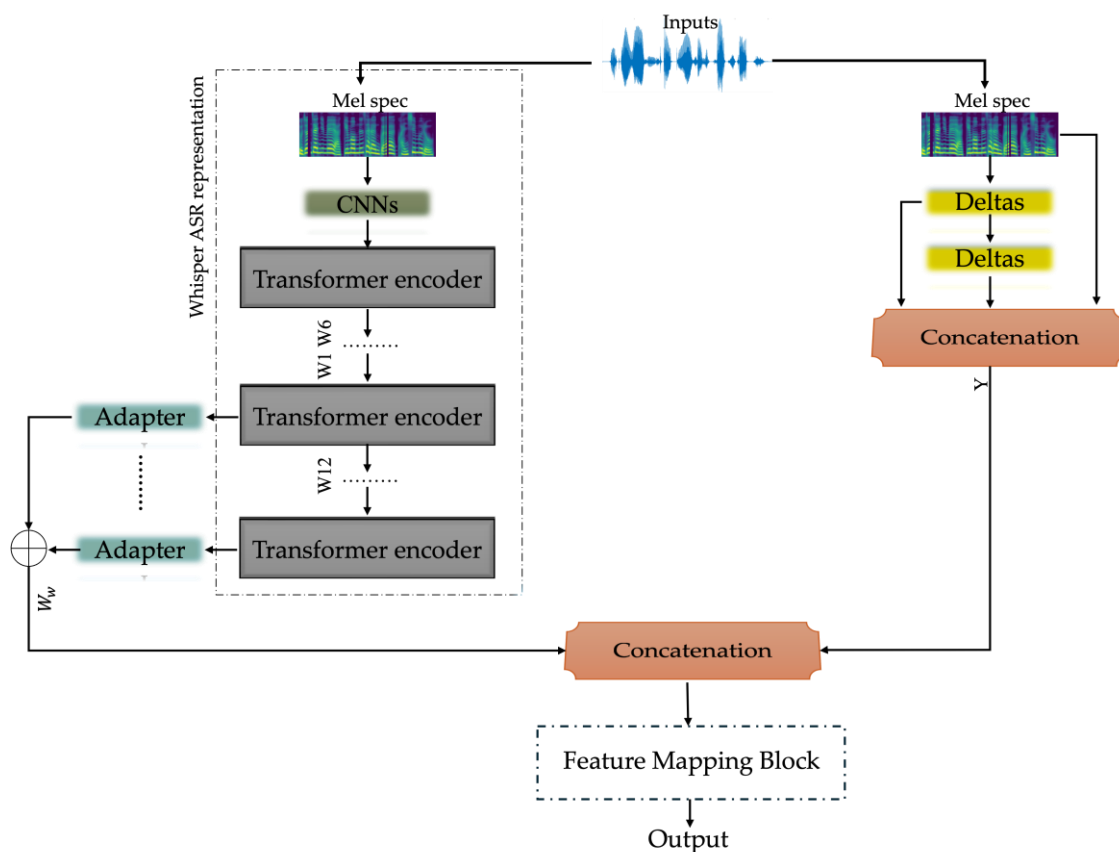 Inputs
Mel spec
Whisper ASR representation
CNNs
Transformer encoder
W1 W6
Transformer encoder
Adapter
W12
Transformer encoder
Adapter
W_w
Mel spec
Deltas
Deltas
Concatenation
Y
Concatenation
Feature Mapping Block
Output